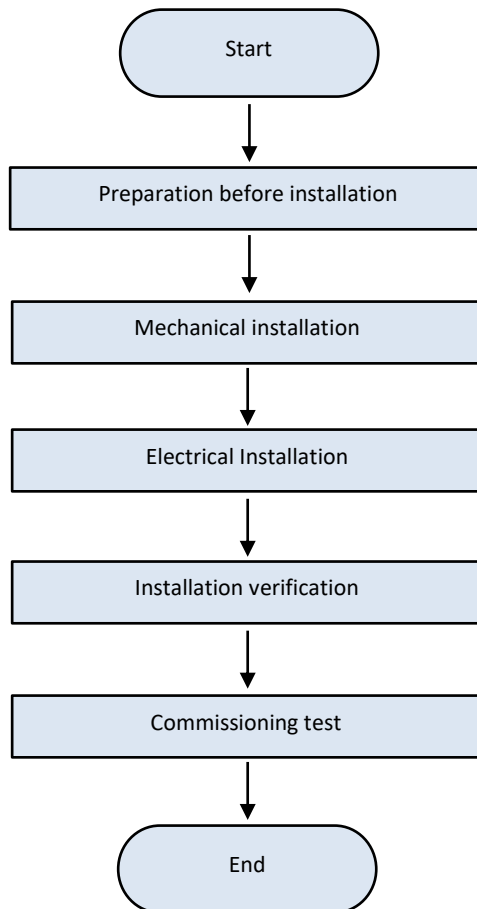 Start
Preparation before installation
Mechanical installation
Electrical Installation
Installation verification
Commissioning test
End